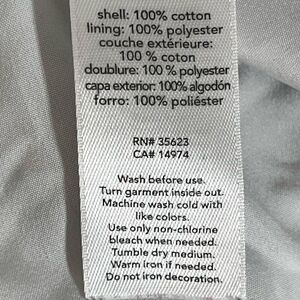 shell: 100% cotton
lining: 100% polyester
couche extérieure:
100 % coton
doublure: 100 % polyester
capa exterior: 100% algodón
forro: 100% poliéster
RN# 35623
CA# 14974
Wash before use.
Turn garment inside out.
Machine wash cold with
like colors.
Use only non-chlorine
bleach when needed.
Tumble dry medium.
Warm iron if needed.
Do not iron decoration.